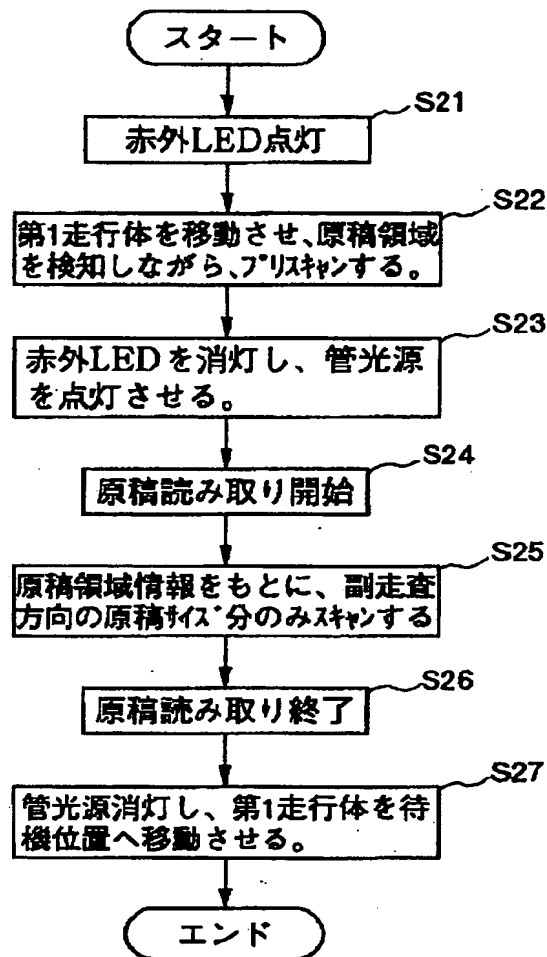 スタート
S21
赤外LED点灯
S22
第1走行体を移動させ、原稿領域
を検知しながら、プリスキャンする。
S23
赤外LEDを消灯し、管光源
を点灯させる。
S24
原稿読み取り開始
S25
原稿領域情報をもとに、副走査
方向の原稿サイズ分のみスキャンする
S26
原稿読み取り終了
S27
管光源消灯し、第1走行体を待
機位置へ移動させる。
エンド